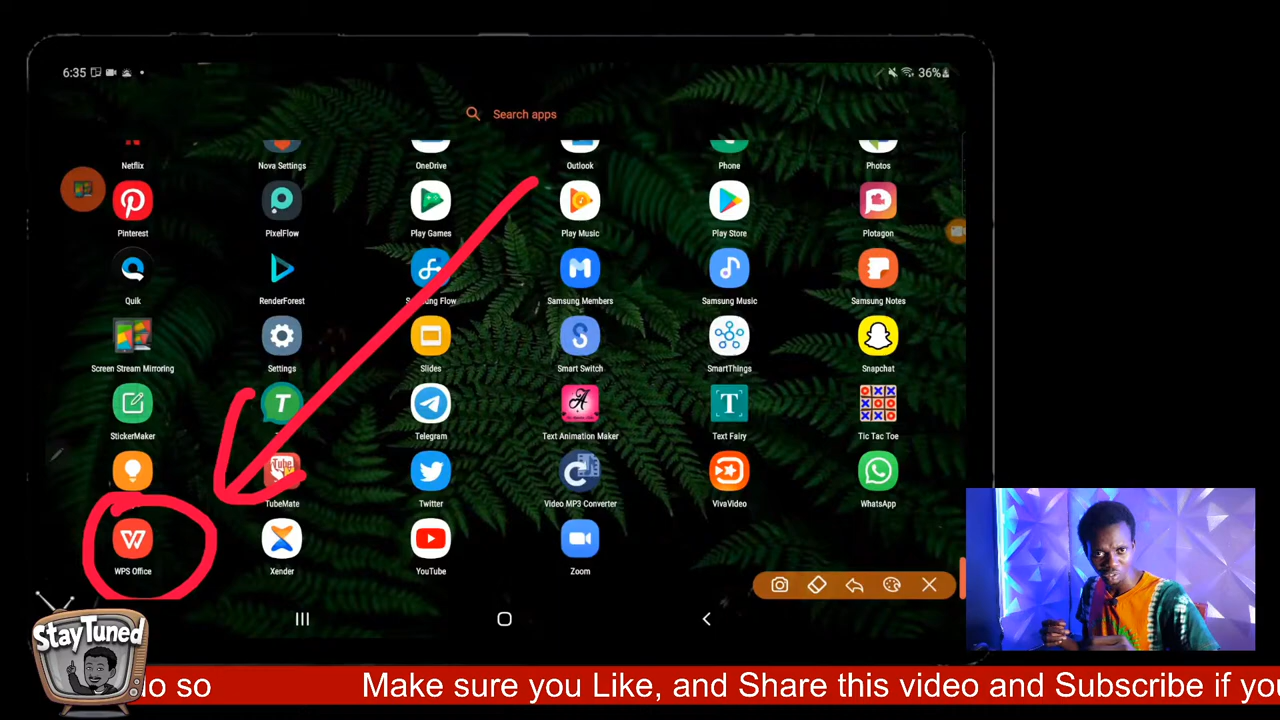 6:35
36%
Search apps
Netflix
Nova Settings
OneDrive
Outlook
Phone
Photos
Pinterest
PixelFlow
Play Games
Play Music
Play Store
Plotagon
Quik
RenderForest
Samsung Flow
Samsung Members
Samsung Music
Samsung Notes
Screen Stream Mirroring
Settings
Slides
Smart Switch
SmartThings
Snapchat
StickerMaker
Telegram
Text Animation Maker
Text Fairy
Tic Tac Toe
Tube
TubeMate
Twitter
Video MP3 Converter
VivaVideo
WhatsApp
WPS Office
Xender
YouTube
Zoom
StayTuned
do so
Make sure you Like, and Share this video and Subscribe if you